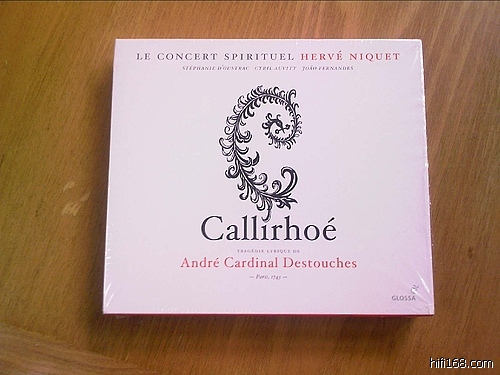 LE CONCERT SPIRITUEL HERVÉ NIQUET
STÉPHANIE D'OUSTRAC CYRIL AUVITY JOÃO FERNANDES
Callirhoé
TRAGÉDIE LYRIQUE DE
André Cardinal Destouches
— Paris, 1743 —
GLOSSA
hifi168.com